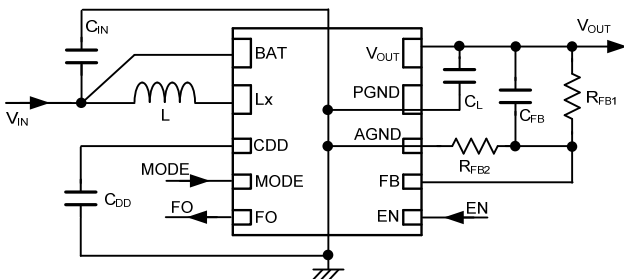 C_IN
V_IN
L
C_DD
MODE
FO
BAT
Lx
CDD
MODE
FO
V_OUT
PGND
AGND
FB
EN
V_OUT
C_L
C_FB
R_FB1
R_FB2
EN